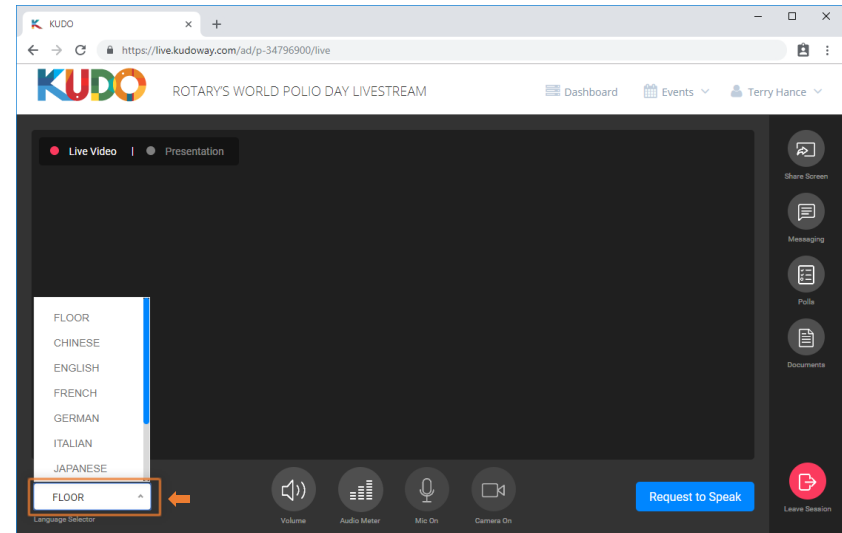 KUDO
https://live.kudoway.com/ad/p-34796900/live
KUDO
ROTARY'S WORLD POLIO DAY LIVESTREAM
Dashboard
Events
Terry Hance
Live Video | Presentation
Share Screen
Messaging
Polls
Documents
FLOOR
CHINESE
ENGLISH
FRENCH
GERMAN
ITALIAN
JAPANESE
FLOOR
Language Selector
Volume
Audio Meter
Mic On
Camera On
Request to Speak
Leave Session